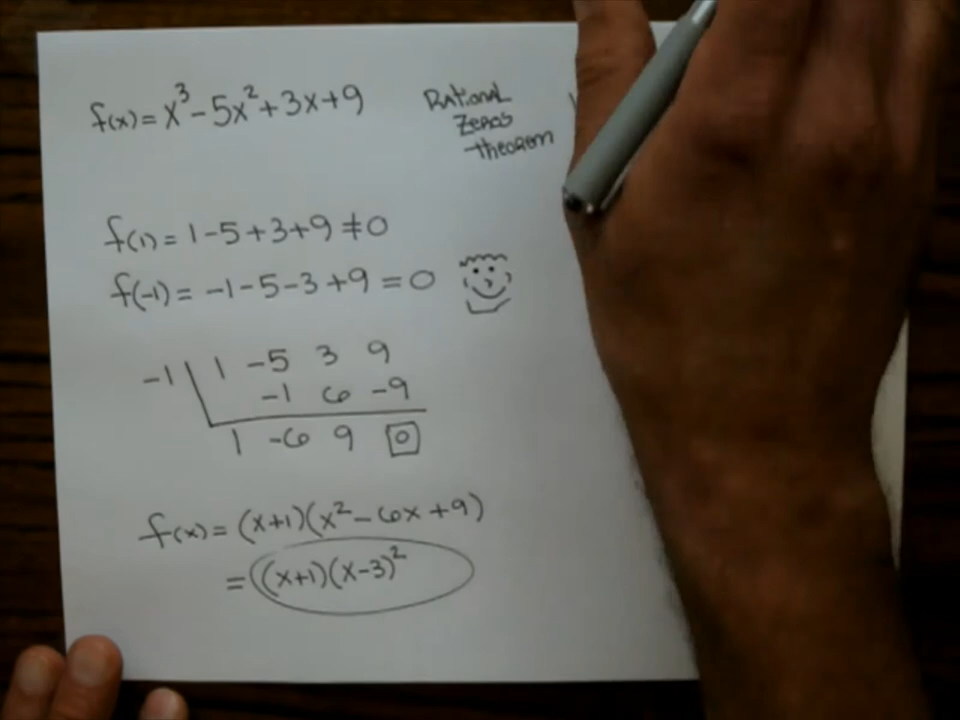 f(x) = x³ - 5x² + 3x + 9
Rational
Zeros
theorem
f(1) = 1 - 5 + 3 + 9 ≠ 0
f(-1) = -1 - 5 - 3 + 9 = 0
-1 | 1 -5 3 9
-1 6 -9
1 -6 9 0
f(x) = (x+1)(x² - 6x + 9)
= (x+1)(x-3)²